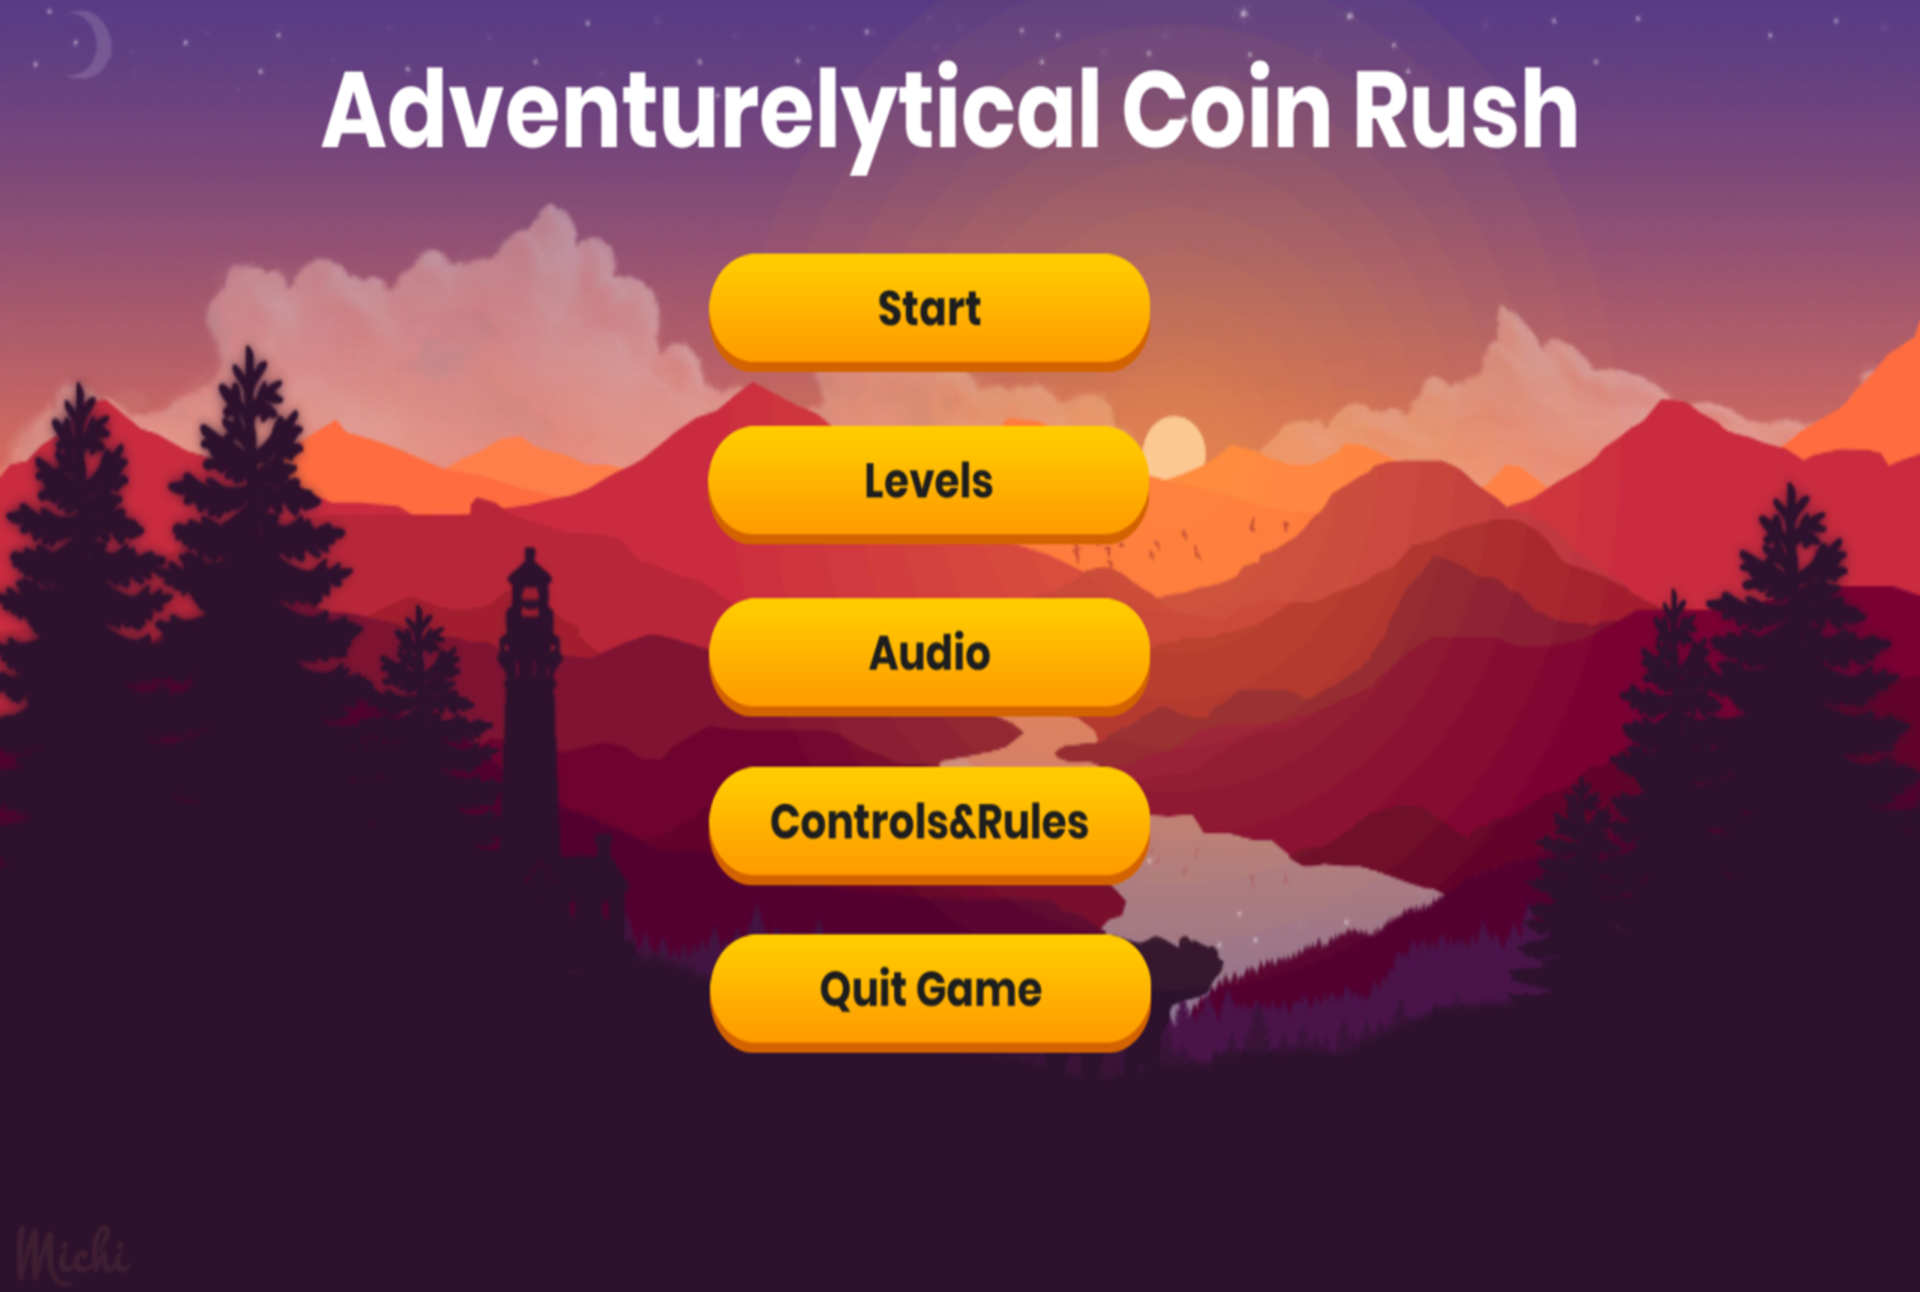 Adventurelytical Coin Rush
Start
Levels
Audio
Controls&Rules
Quit Game
Michi